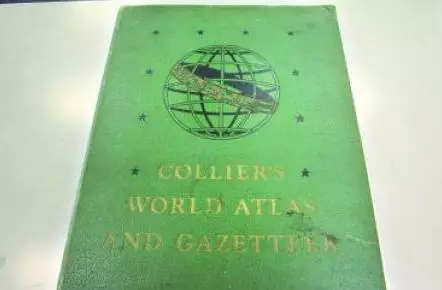 COLLIER'S
WORLD ATLAS
AND GAZETTEER